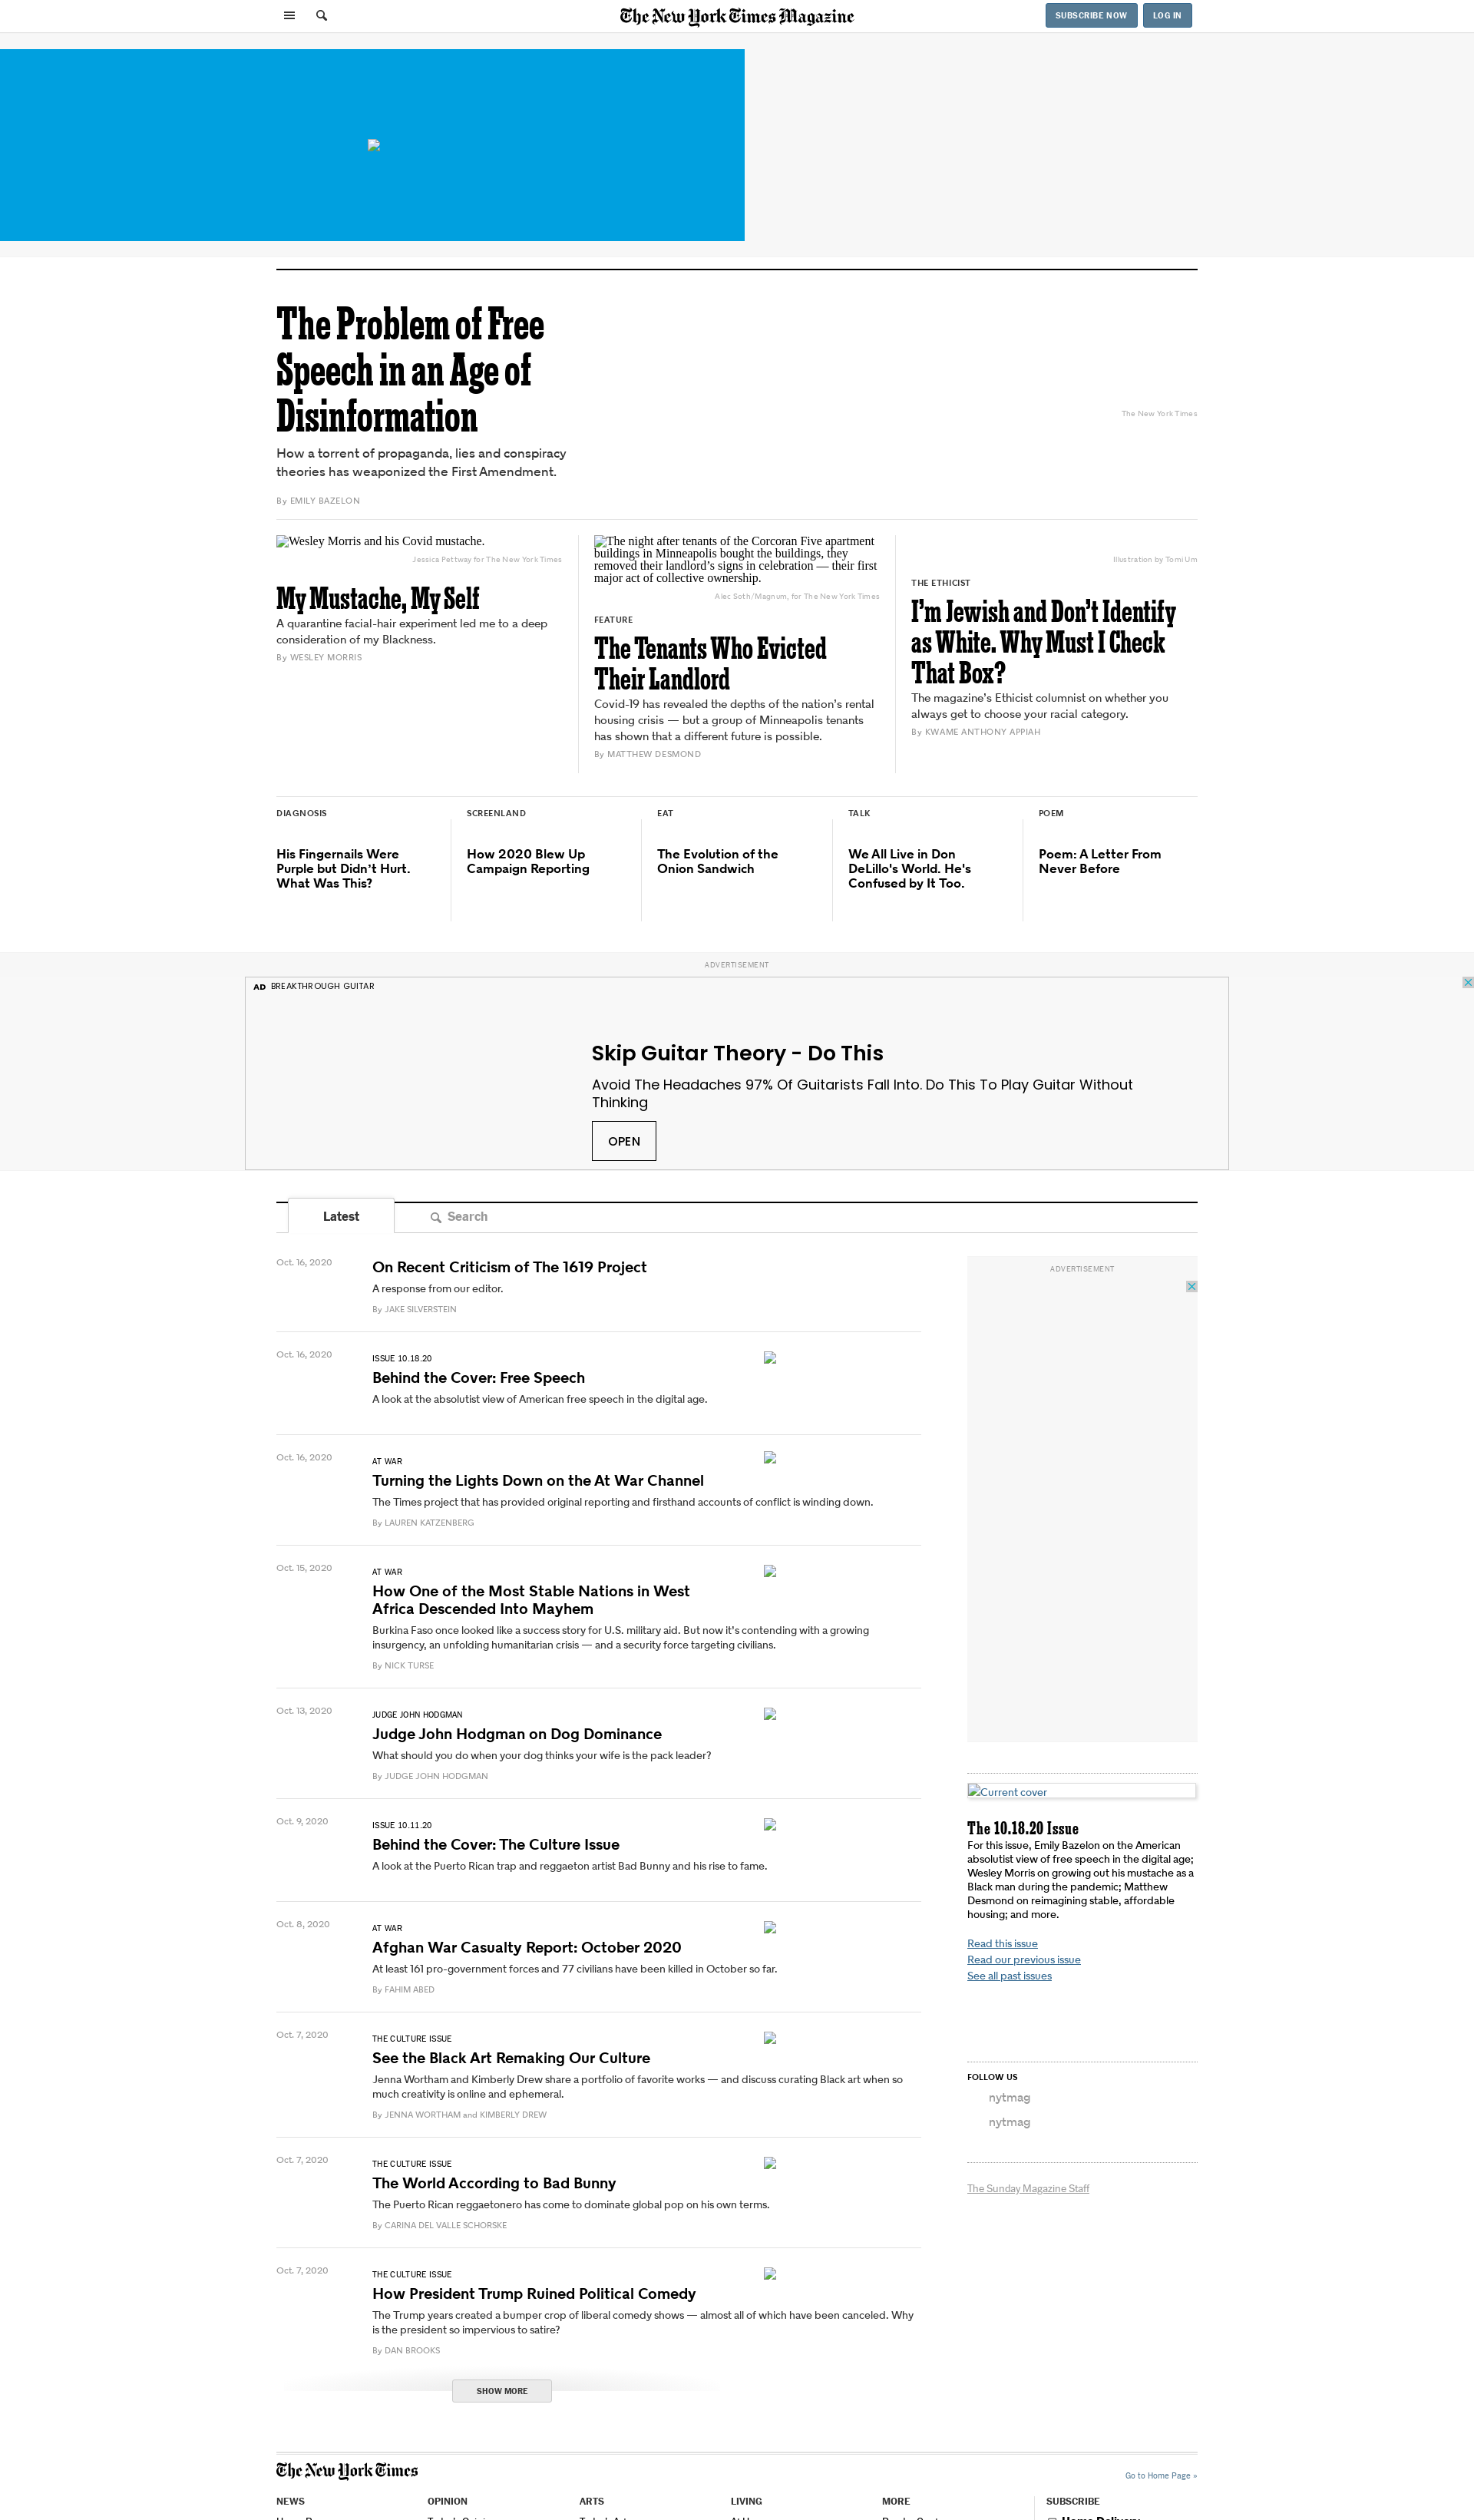 The New York Times Magazine
SUBSCRIBE NOW
LOG IN
The Problem of Free
Speech in an Age of
Disinformation
How a torrent of propaganda, lies and conspiracy
theories has weaponized the First Amendment.
By EMILY BAZELON
The New York Times
Wesley Morris and his Covid mustache.
Jessica Pettway for The New York Times
My Mustache, My Self
A quarantine facial-hair experiment led me to a deep
consideration of my Blackness.
By WESLEY MORRIS
The night after tenants of the Corcoran Five apartment
buildings in Minneapolis bought the buildings, they
removed their landlord’s signs in celebration — their first
major act of collective ownership.
Alec Soth/Magnum, for The New York Times
FEATURE
The Tenants Who Evicted
Their Landlord
Covid-19 has revealed the depths of the nation’s rental
housing crisis — but a group of Minneapolis tenants
has shown that a different future is possible.
By MATTHEW DESMOND
Illustration by Tomi Um
THE ETHICIST
I’m Jewish and Don’t Identify
as White. Why Must I Check
That Box?
The magazine’s Ethicist columnist on whether you
always get to choose your racial category.
By KWAME ANTHONY APPIAH
DIAGNOSIS
His Fingernails Were
Purple but Didn’t Hurt.
What Was This?
SCREENLAND
How 2020 Blew Up
Campaign Reporting
EAT
The Evolution of the
Onion Sandwich
TALK
We All Live in Don
DeLillo's World. He's
Confused by It Too.
POEM
Poem: A Letter From
Never Before
ADVERTISEMENT
AD BREAKTHROUGH GUITAR
Skip Guitar Theory - Do This
Avoid The Headaches 97% Of Guitarists Fall Into. Do This To Play Guitar Without
Thinking
OPEN
Latest
Search
Oct. 16, 2020
On Recent Criticism of The 1619 Project
A response from our editor.
By JAKE SILVERSTEIN
Oct. 16, 2020
ISSUE 10.18.20
Behind the Cover: Free Speech
A look at the absolutist view of American free speech in the digital age.
Oct. 16, 2020
AT WAR
Turning the Lights Down on the At War Channel
The Times project that has provided original reporting and firsthand accounts of conflict is winding down.
By LAUREN KATZENBERG
Oct. 15, 2020
AT WAR
How One of the Most Stable Nations in West
Africa Descended Into Mayhem
Burkina Faso once looked like a success story for U.S. military aid. But now it’s contending with a growing
insurgency, an unfolding humanitarian crisis — and a security force targeting civilians.
By NICK TURSE
Oct. 13, 2020
JUDGE JOHN HODGMAN
Judge John Hodgman on Dog Dominance
What should you do when your dog thinks your wife is the pack leader?
By JUDGE JOHN HODGMAN
Oct. 9, 2020
ISSUE 10.11.20
Behind the Cover: The Culture Issue
A look at the Puerto Rican trap and reggaeton artist Bad Bunny and his rise to fame.
Oct. 8, 2020
AT WAR
Afghan War Casualty Report: October 2020
At least 161 pro-government forces and 77 civilians have been killed in October so far.
By FAHIM ABED
Oct. 7, 2020
THE CULTURE ISSUE
See the Black Art Remaking Our Culture
Jenna Wortham and Kimberly Drew share a portfolio of favorite works — and discuss curating Black art when so
much creativity is online and ephemeral.
By JENNA WORTHAM and KIMBERLY DREW
Oct. 7, 2020
THE CULTURE ISSUE
The World According to Bad Bunny
The Puerto Rican reggaetonero has come to dominate global pop on his own terms.
By CARINA DEL VALLE SCHORSKE
Oct. 7, 2020
THE CULTURE ISSUE
How President Trump Ruined Political Comedy
The Trump years created a bumper crop of liberal comedy shows — almost all of which have been canceled. Why
is the president so impervious to satire?
By DAN BROOKS
SHOW MORE
ADVERTISEMENT
Current cover
The 10.18.20 Issue
For this issue, Emily Bazelon on the American
absolutist view of free speech in the digital age;
Wesley Morris on growing out his mustache as a
Black man during the pandemic; Matthew
Desmond on reimagining stable, affordable
housing; and more.
Read this issue
Read our previous issue
See all past issues
FOLLOW US
nytmag
nytmag
The Sunday Magazine Staff
The New York Times
Go to Home Page »
NEWS
OPINION
ARTS
LIVING
MORE
SUBSCRIBE